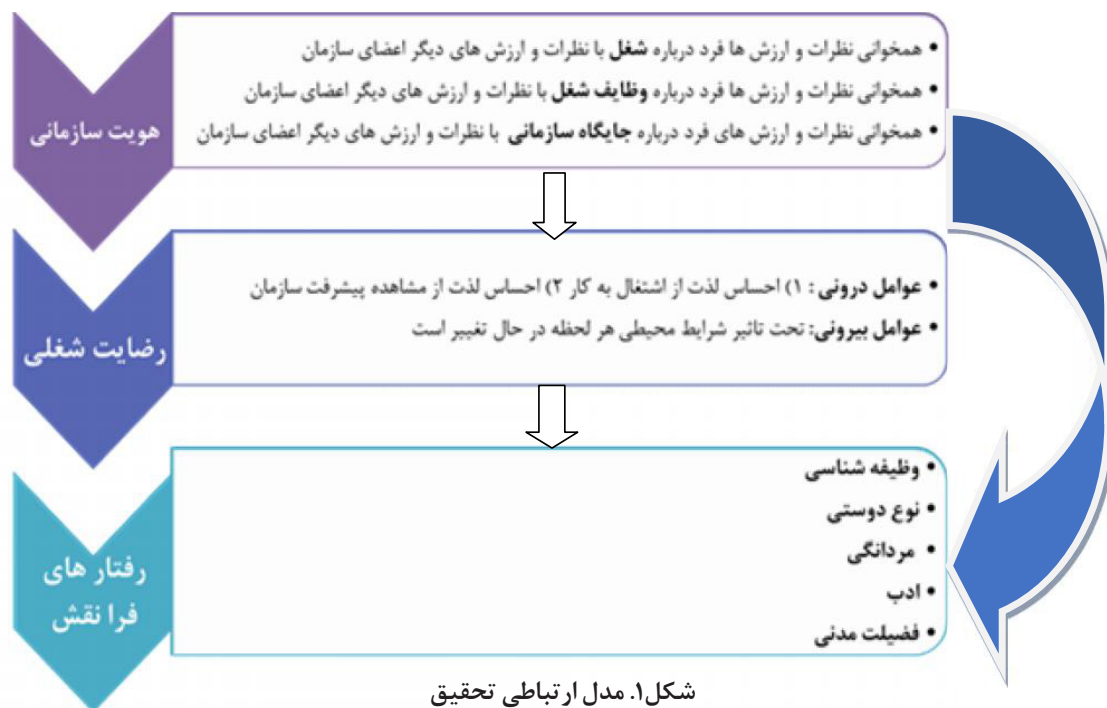 هویت سازمانی
• همخوانی نظرات و ارزش ها فرد درباره شغل با نظرات و ارزش های دیگر اعضای سازمان
• همخوانی نظرات و ارزش ها فرد درباره وظایف شغل با نظرات و ارزش های دیگر اعضای سازمان
• همخوانی نظرات و ارزش های فرد درباره جایگاه سازمانی با نظرات و ارزش های دیگر اعضای سازمان
رضایت شغلی
• عوامل درونی: ۱) احساس لذت از اشتغال به کار ۲) احساس لذت از مشاهده پیشرفت سازمان
• عوامل بیرونی: تحت تاثیر شرایط محیطی هر لحظه در حال تغییر است
رفتار های
فرا نقش
• وظیفه شناسی
• نوع دوستی
• مردانگی
• ادب
• فضیلت مدنی
شکل۱. مدل ارتباطی تحقیق